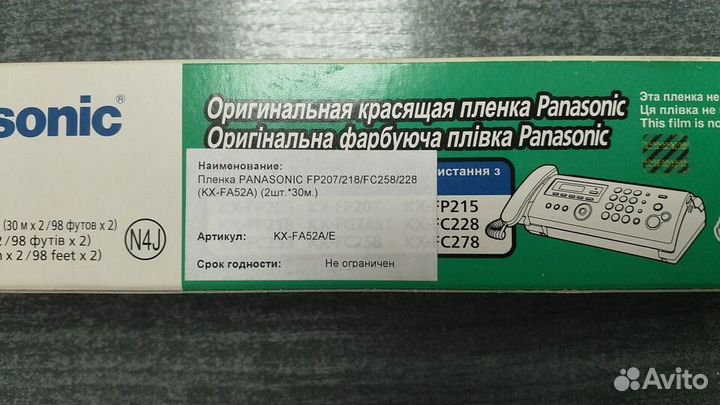 sonic®
(30 м x 2/98 футов x 2)
2/98 футів x 2)
x 2/98 feet x 2)
N4J
Оригинальная красящая пленка Panasonic
Оригінальна фарбуюча плівка Panasonic
Эта пленка не
Ця плівка не
This film is no
Наименование:
Пленка PANASONIC FP207/218/FC258/228
(KX-FA52A) (2шт.*30м.)
Артикул: KX-FA52A/E
Срок годности: Не ограничен
ристання з
FP215
FC228
FC278
Avito